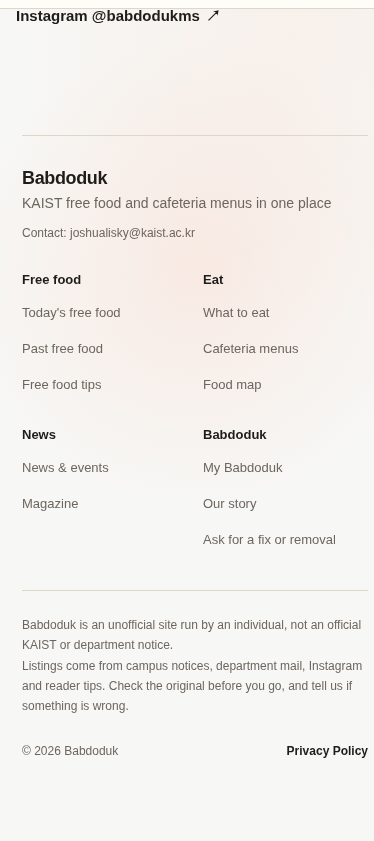 Instagram @babdodukms ↗
Babdoduk
KAIST free food and cafeteria menus in one place
Contact: joshualisky@kaist.ac.kr
Free food
Today's free food
Past free food
Free food tips
Eat
What to eat
Cafeteria menus
Food map
News
News & events
Magazine
Babdoduk
My Babdoduk
Our story
Ask for a fix or removal
Babdoduk is an unofficial site run by an individual, not an official
KAIST or department notice.
Listings come from campus notices, department mail, Instagram
and reader tips. Check the original before you go, and tell us if
something is wrong.
© 2026 Babdoduk
Privacy Policy